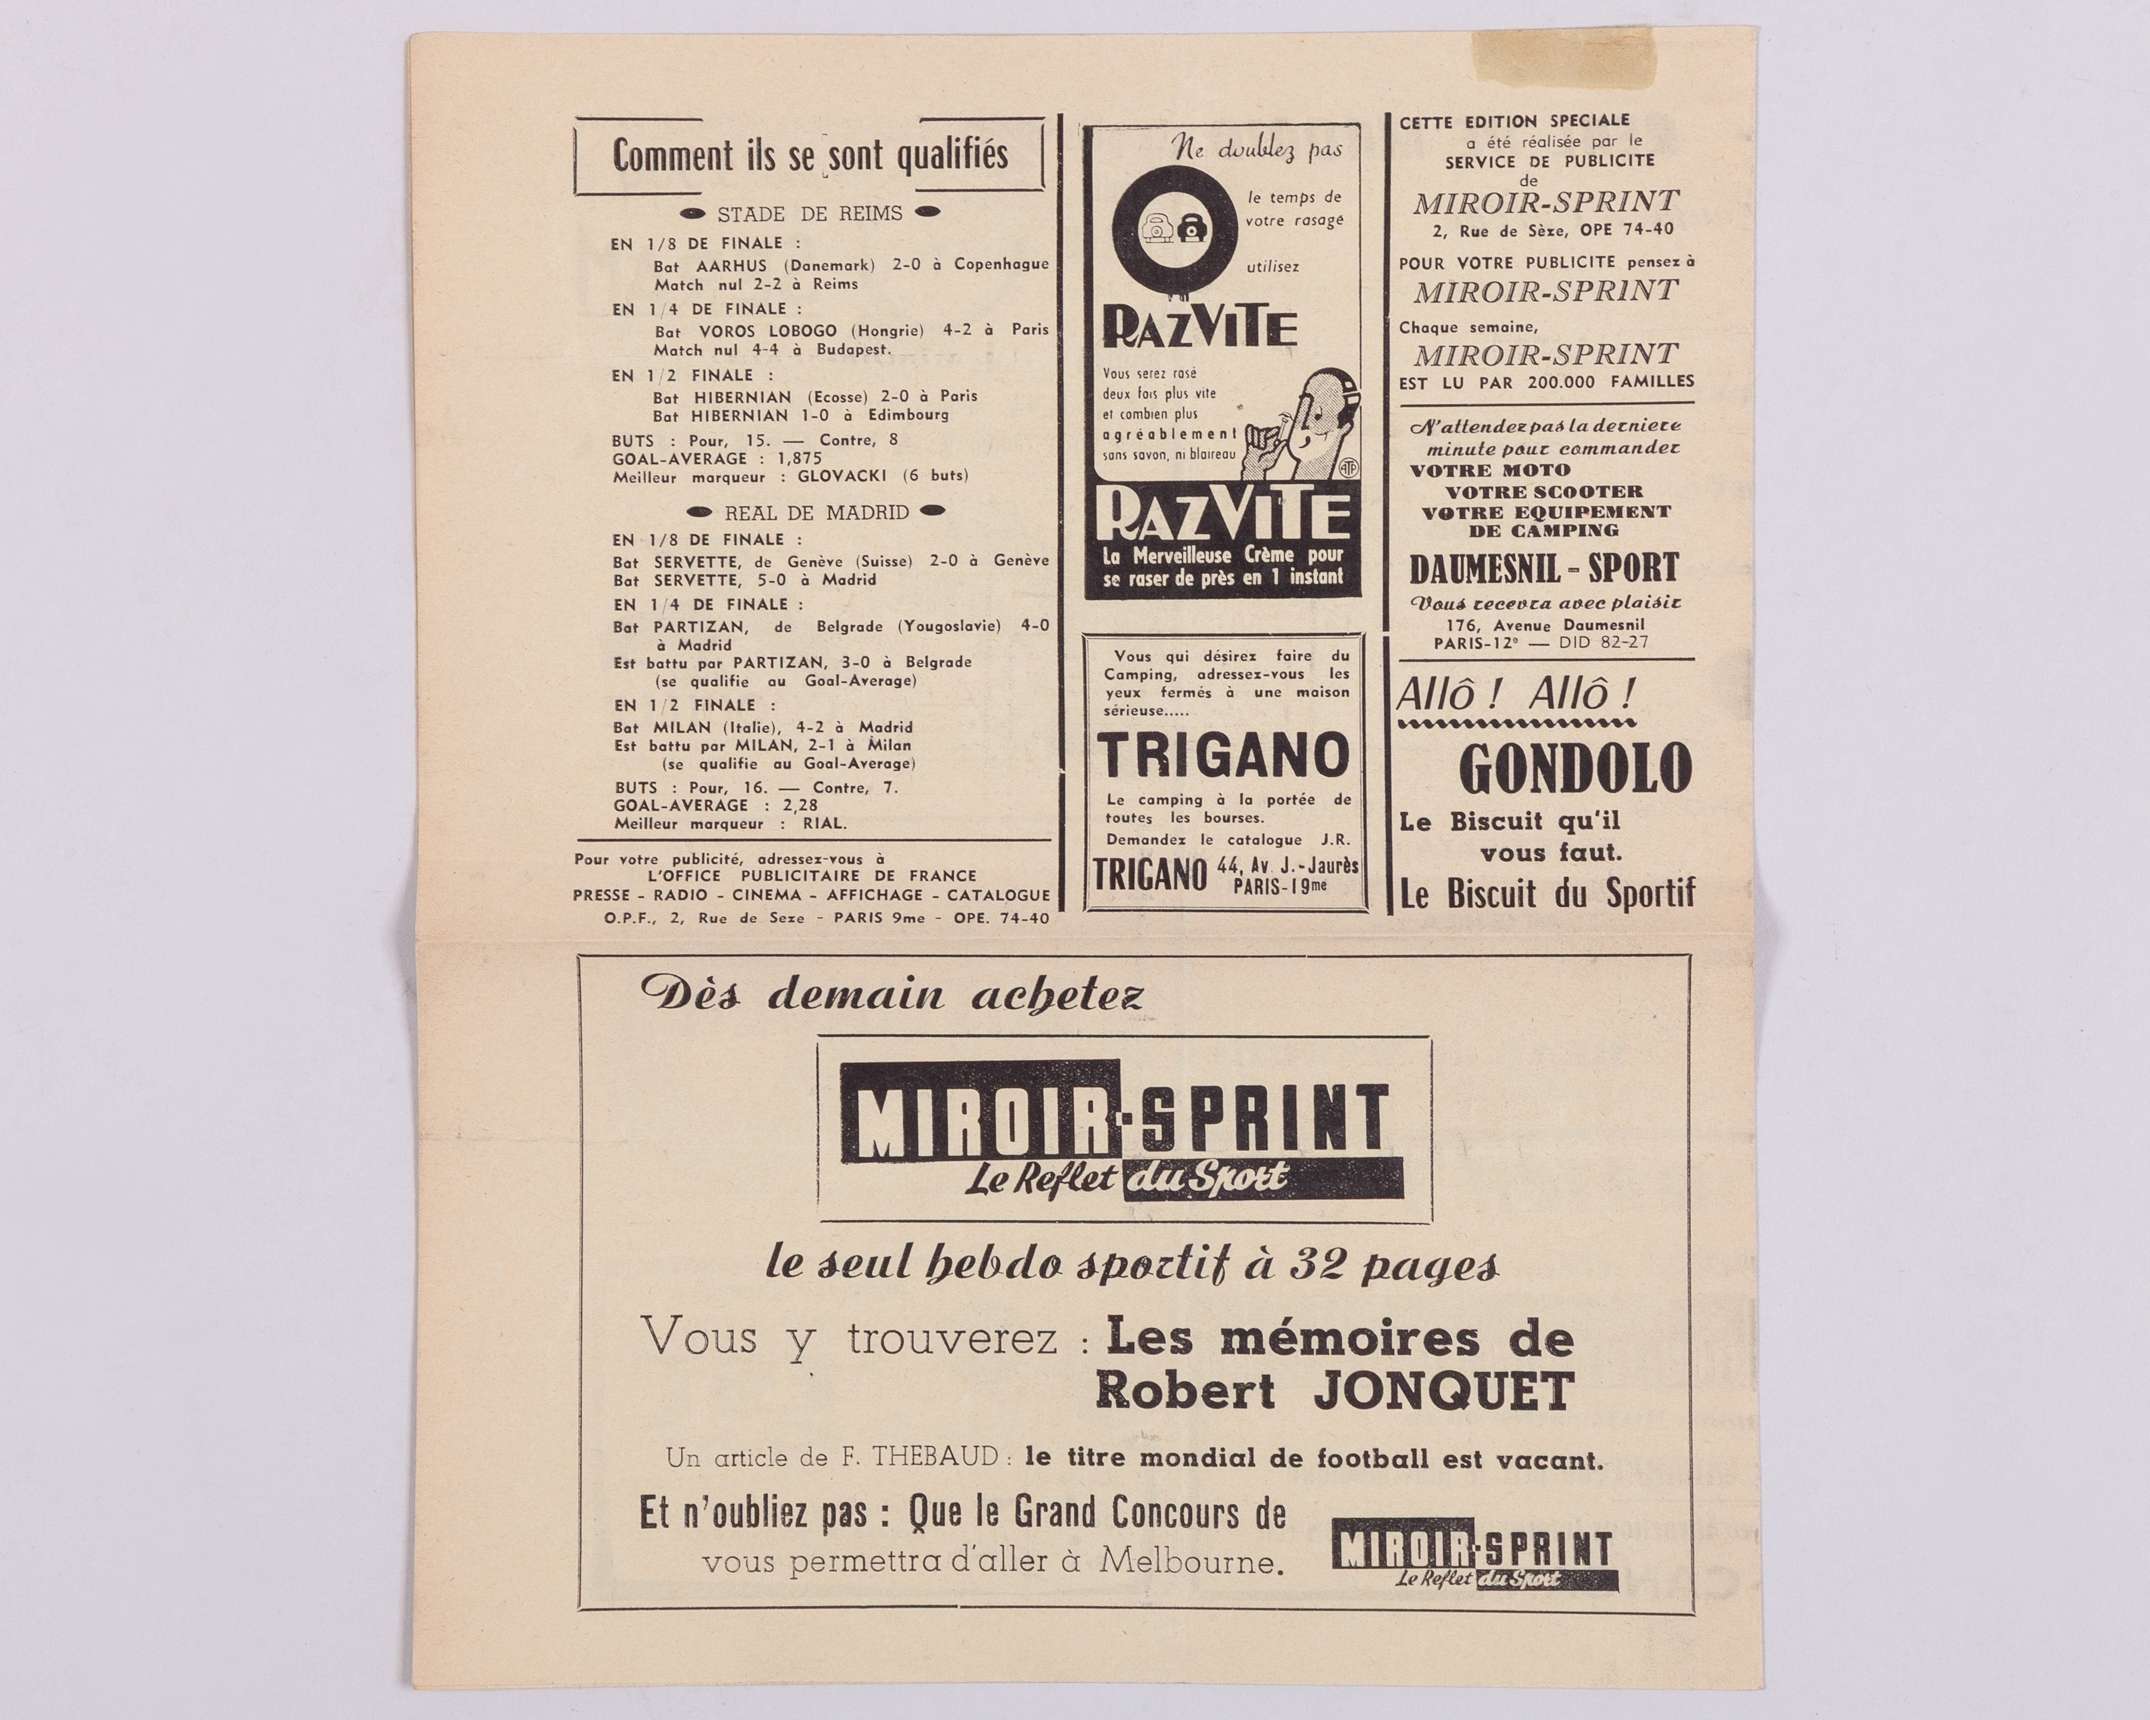 Comment ils se sont qualifiés
STADE DE REIMS
EN 1/8 DE FINALE :
Bat AARHUS (Danemark) 2-0 à Copenhague
Match nul 2-2 à Reims
EN 1/4 DE FINALE :
Bat VOROS LOBOGO (Hongrie) 4-2 à Paris
Match nul 4-4 à Budapest.
EN 1/2 FINALE :
Bat HIBERNIAN (Ecosse) 2-0 à Paris
Bat HIBERNIAN 1-0 à Edimbourg
BUTS : Pour, 15. — Contre, 8
GOAL-AVERAGE : 1,875
Meilleur marqueur : GLOVACKI (6 buts)
REAL DE MADRID
EN 1/8 DE FINALE :
Bat SERVETTE, de Genève (Suisse) 2-0 à Genève
Bat SERVETTE, 5-0 à Madrid
EN 1/4 DE FINALE :
Bat PARTIZAN, de Belgrade (Yougoslavie) 4-0
à Madrid
Est battu par PARTIZAN, 3-0 à Belgrade
(se qualifie au Goal-Average)
EN 1/2 FINALE :
Bat MILAN (Italie), 4-2 à Madrid
Est battu par MILAN, 2-1 à Milan
(se qualifie au Goal-Average)
BUTS : Pour, 16. — Contre, 7.
GOAL-AVERAGE : 2,28
Meilleur marqueur : RIAL.
Pour votre publicité, adressez-vous à
L'OFFICE PUBLICITAIRE DE FRANCE
PRESSE - RADIO - CINEMA - AFFICHAGE - CATALOGUE
O.P.F., 2, Rue de Seze - PARIS 9me - OPE. 74-40
Ne doublez pas
le temps de
votre rasage
utilisez
RAZVITE
Vous serez rasé
deux fois plus vite
et combien plus
agréablement
sans savon, ni blaireau
ATP
RAZVITE
La Merveilleuse Crème pour
se raser de près en 1 instant
Vous qui désirez faire du
Camping, adressez-vous les
yeux fermés à une maison
sérieuse.....
TRIGANO
Le camping à la portée de
toutes les bourses.
Demandez le catalogue J.R.
TRIGANO 44, Av. J.-Jaurès
PARIS-19me
CETTE EDITION SPECIALE
a été réalisée par le
SERVICE DE PUBLICITE
de
MIROIR-SPRINT
2, Rue de Sèze, OPE 74-40
POUR VOTRE PUBLICITE pensez à
MIROIR-SPRINT
Chaque semaine,
MIROIR-SPRINT
EST LU PAR 200.000 FAMILLES
N'attendez pas la derniere
minute pour commander
VOTRE MOTO
VOTRE SCOOTER
VOTRE EQUIPEMENT
DE CAMPING
DAUMESNIL - SPORT
Vous recevra avec plaisir
176, Avenue Daumesnil
PARIS-12º — DID 82-27
Allô ! Allô !
GONDOLO
Le Biscuit qu'il
vous faut.
Le Biscuit du Sportif
Dès demain achetez
MIROIR-SPRINT
Le Reflet du Sport
le seul hebdo sportif à 32 pages
Vous y trouverez : Les mémoires de
Robert JONQUET
Un article de F. THEBAUD : le titre mondial de football est vacant.
Et n'oubliez pas : Que le Grand Concours de
vous permettra d'aller à Melbourne.
MIROIR-SPRINT
Le Reflet du Sport